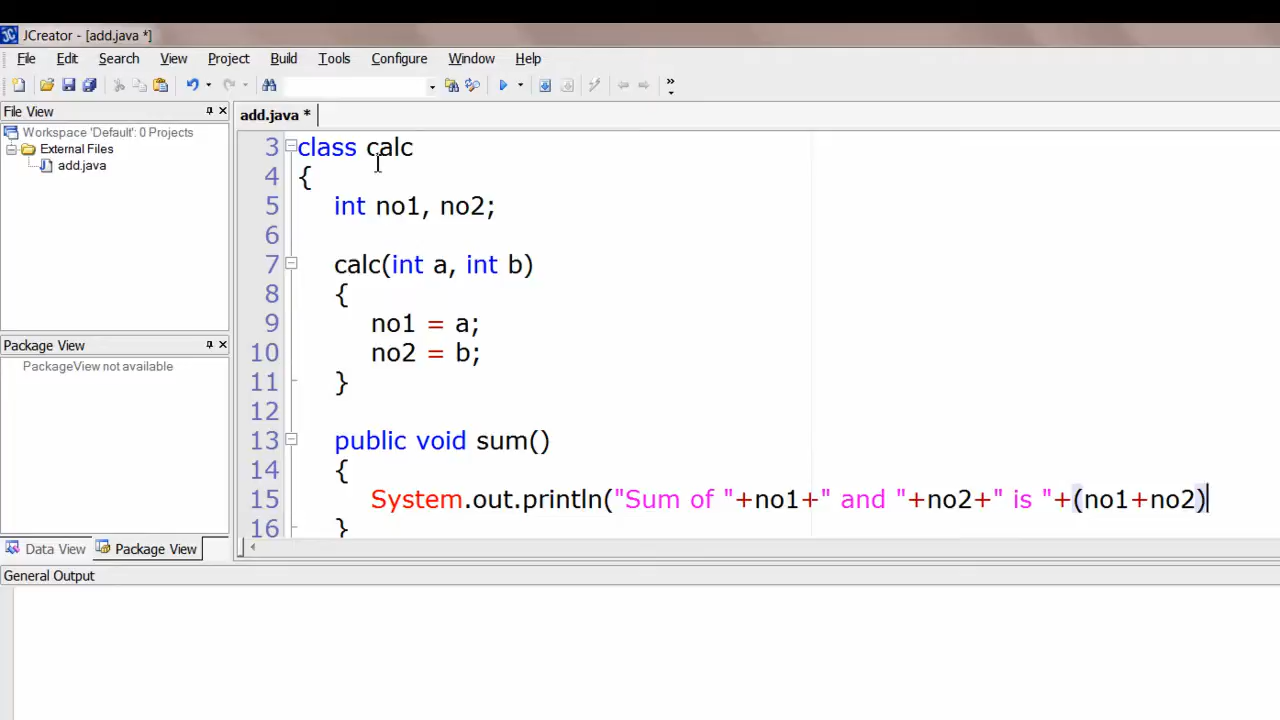 JCreator - [add.java *]
File Edit Search View Project Build Tools Configure Window Help
File View
add.java *
Workspace 'Default': 0 Projects
External Files
add.java
Package View
PackageView not available
Data View Package View
3 class calc
4 {
5 int no1, no2;
6
7 calc(int a, int b)
8 {
9 no1 = a;
10 no2 = b;
11 }
12
13 public void sum()
14 {
15 System.out.println("Sum of "+no1+" and "+no2+" is "+(no1+no2)
16 }
General Output